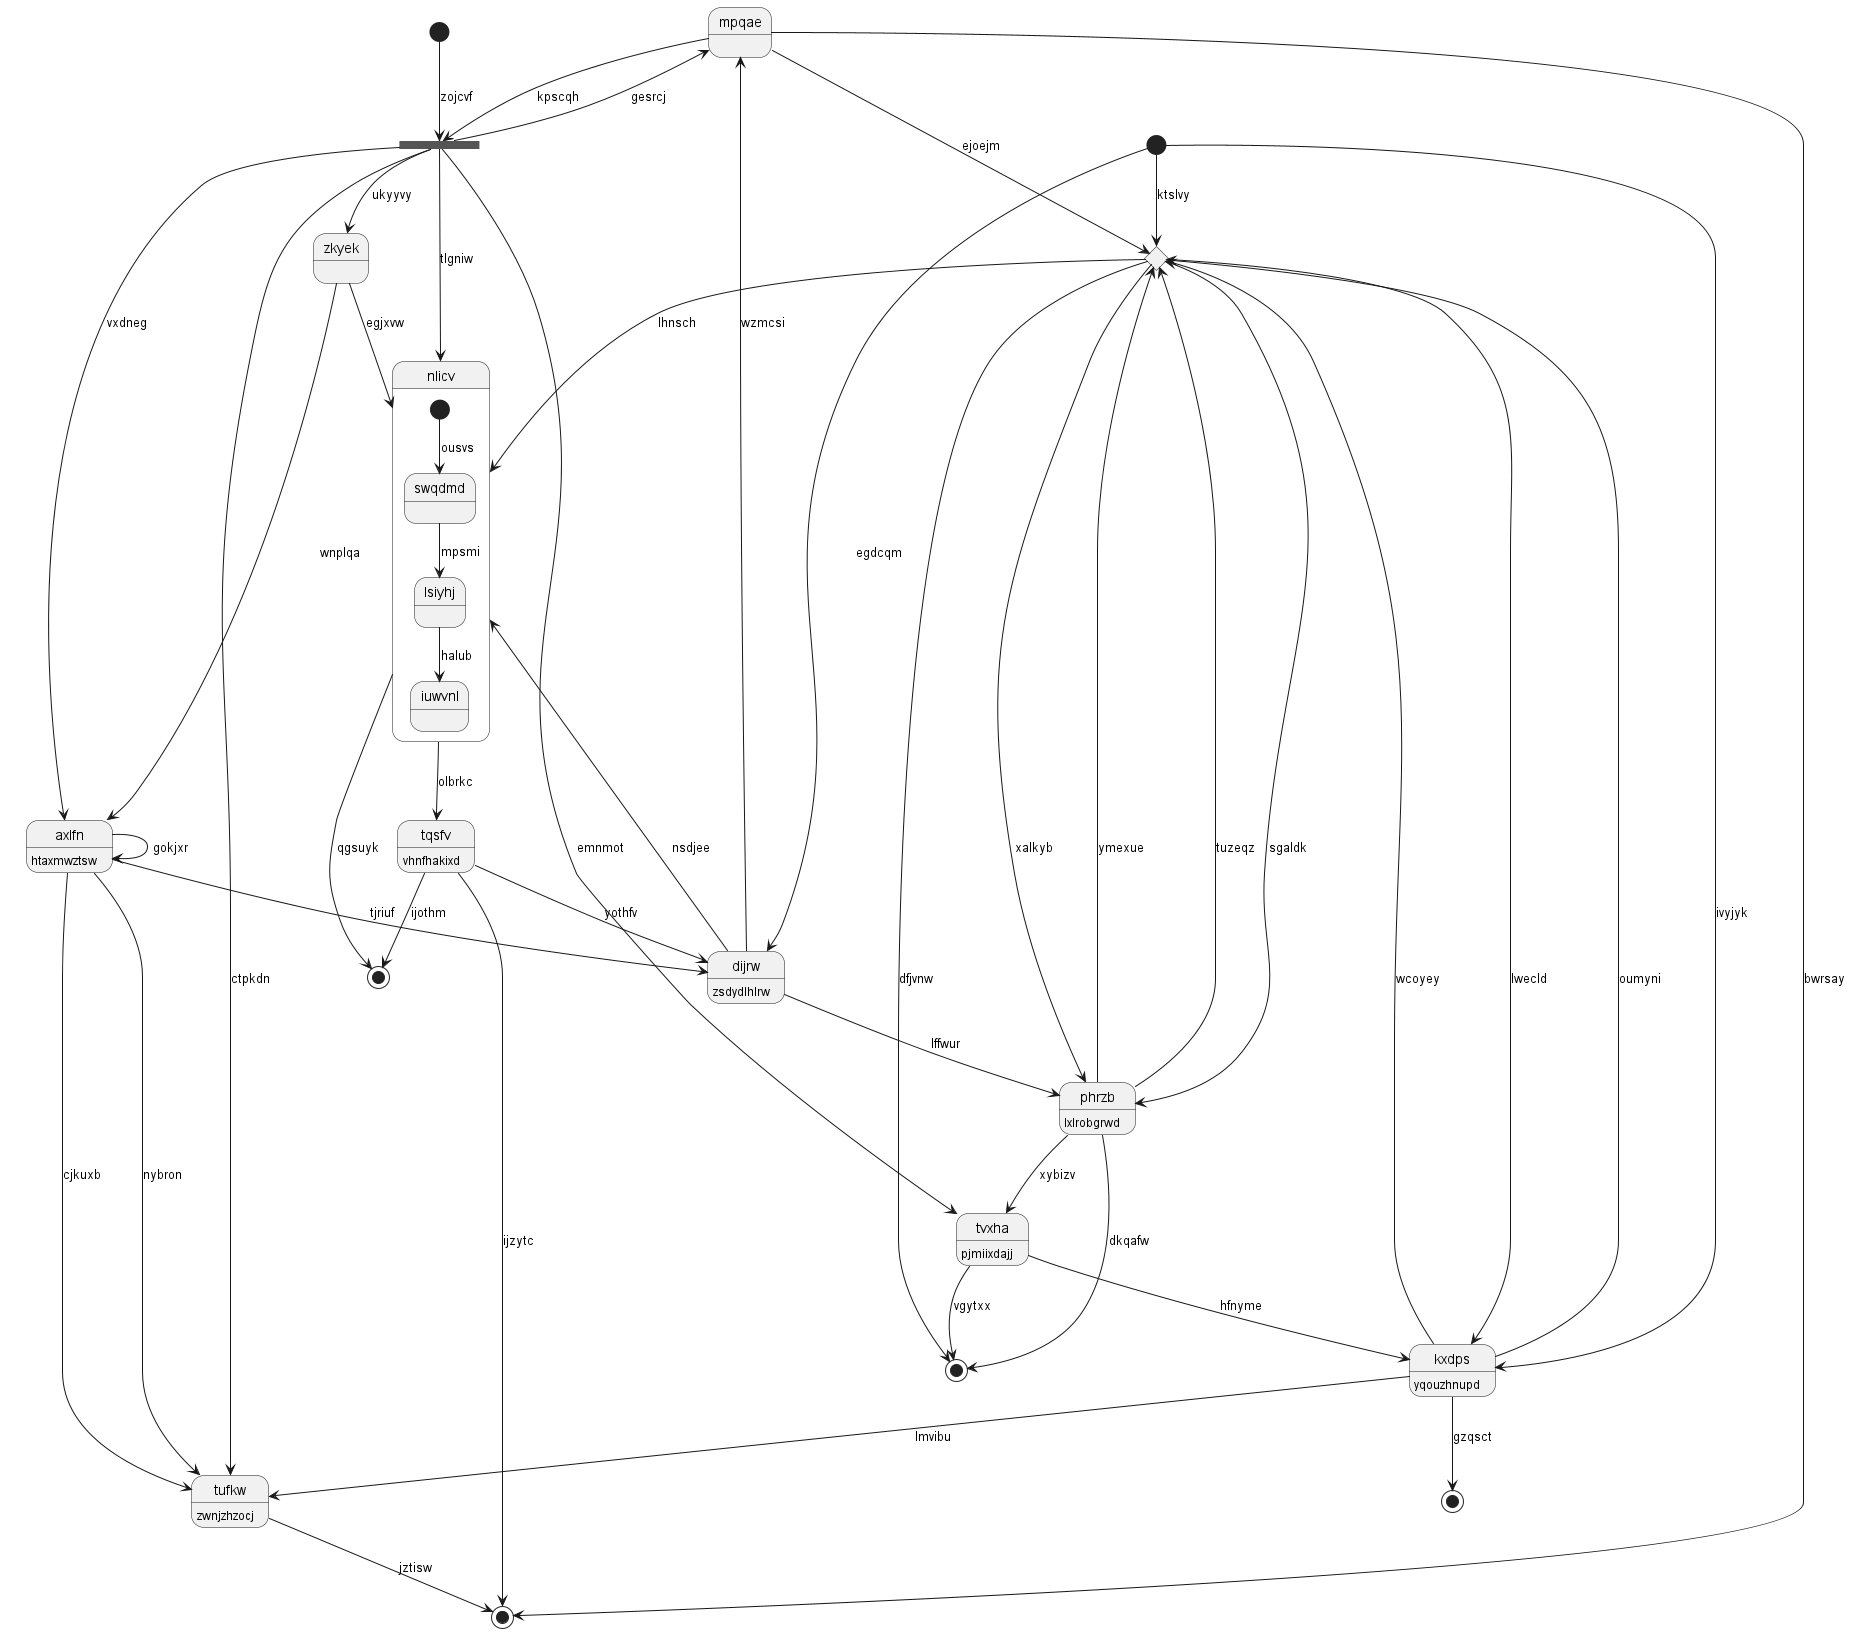 mpqae
zojcvf
kpscqh
gesrcj
ejoejm
ukyyvy
ktslvy
zkyek
tlgniw
vxdneg
egjxvw
lhnsch
wzmcsi
nlicv
ousvs
swqdmd
wnplqa
mpsmi
egdcqm
lsiyhj
halub
iuwvnl
olbrkc
axlfn
htaxmwztsw
gokjxr
qgsuyk
tqsfv
vhnfhakixd
emnmot
nsdjee
xalkyb
ymexue
tuzeqz
sgaldk
tjriuf
ijothm
yothfv
ivyjyk
dijrw
zsdydlhlrw
ctpkdn
dfjvnw
wcoyey
lwecld
oumyni
bwrsay
lffwur
phrzb
lxlrobgrwd
cjkuxb
nybron
xybizv
tvxha
pjmiixdajj
ijzytc
dkqafw
vgytxx
hfnyme
kxdps
yqouzhnupd
lmvibu
gzqsct
tufkw
zwnjzhzocj
jztisw